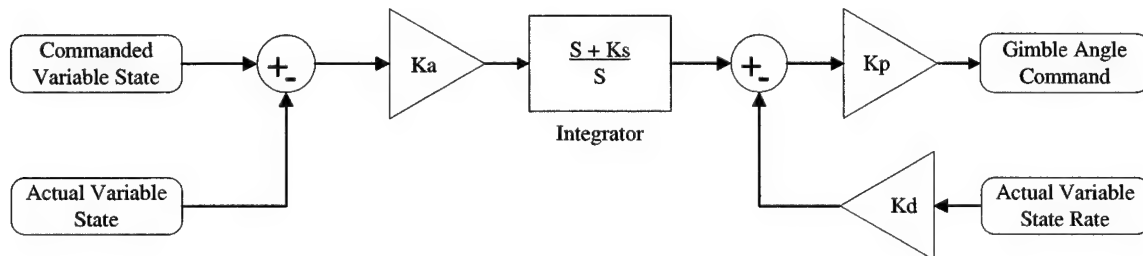 Commanded
Variable State
+
-
Ka
S + Ks
S
Integrator
+
-
Kp
Gimble Angle
Command
Actual Variable
State
Kd
Actual Variable
State Rate